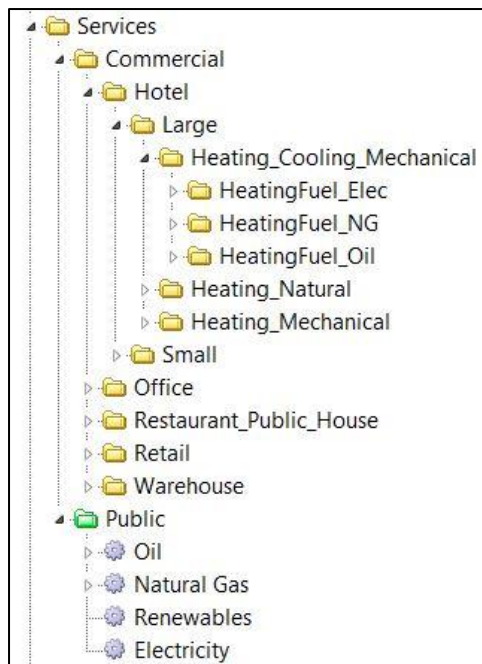 Services
Commercial
Hotel
Large
Heating_Cooling_Mechanical
HeatingFuel_Elec
HeatingFuel_NG
HeatingFuel_Oil
Heating_Natural
Heating_Mechanical
Small
Office
Restaurant_Public_House
Retail
Warehouse
Public
Oil
Natural Gas
Renewables
Electricity